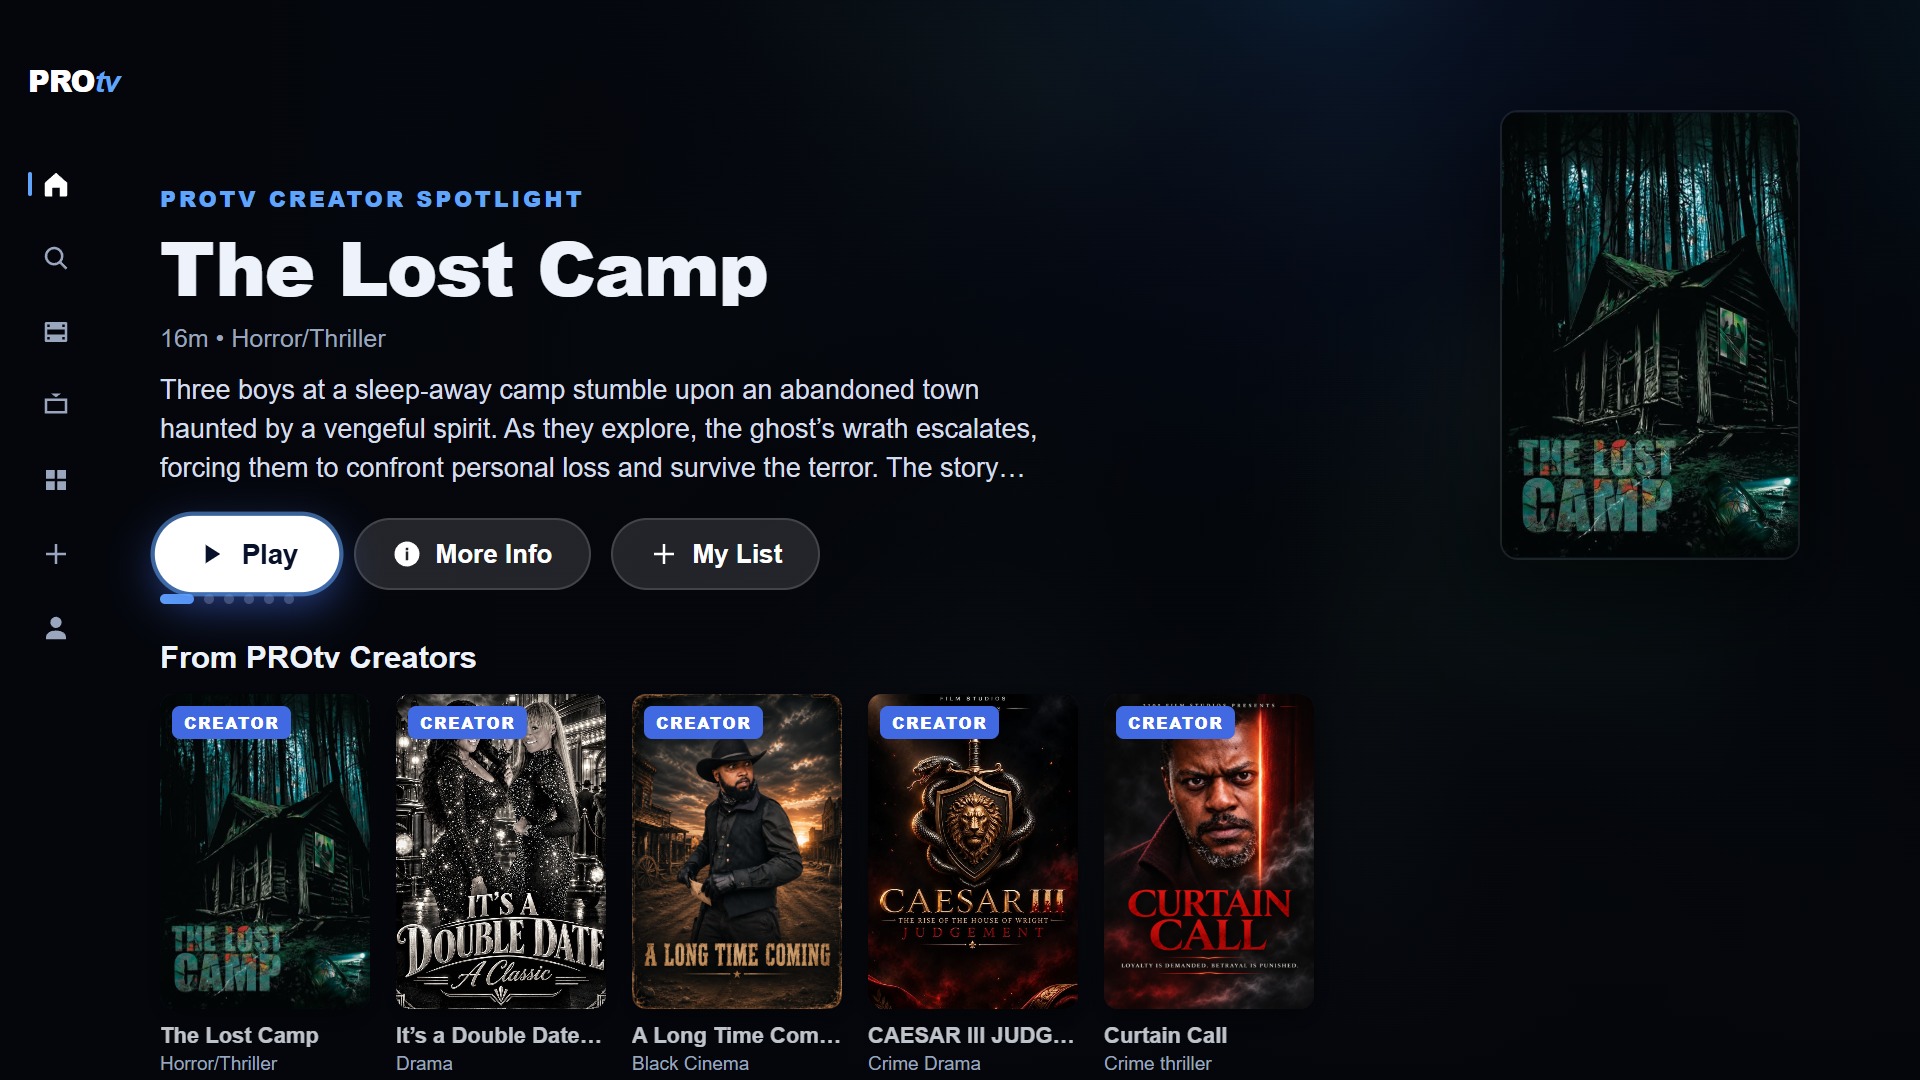 PROtv
PROTV CREATOR SPOTLIGHT
The Lost Camp
16m • Horror/Thriller
Three boys at a sleep-away camp stumble upon an abandoned town
haunted by a vengeful spirit. As they explore, the ghost’s wrath escalates,
forcing them to confront personal loss and survive the terror. The story…
THE LOST
CAMP
Play
More Info
My List
From PROtv Creators
CREATOR
THE LOST
CAMP
The Lost Camp
Horror/Thriller
CREATOR
IT'S A
DOUBLE DATE
A Classic
It’s a Double Date…
Drama
CREATOR
A LONG TIME COMING
A Long Time Com…
Black Cinema
FILM STUDIOS
CREATOR
CAESAR III
THE RISE OF THE HOUSE OF WRIGHT
JUDGEMENT
CAESAR III JUDG…
Crime Drama
FILM STUDIOS PRESENTS
CREATOR
CURTAIN
CALL
LOYALTY IS DEMANDED. BETRAYAL IS PUNISHED.
Curtain Call
Crime thriller